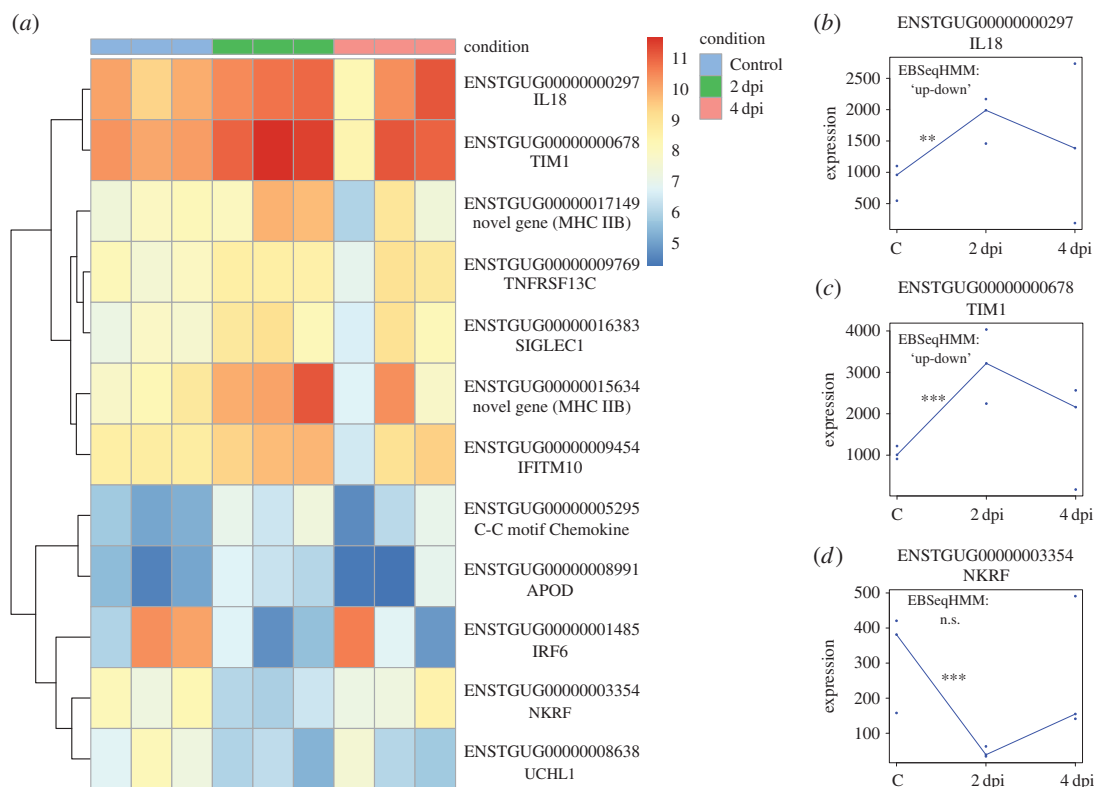 (a)
condition
ENSTGUG00000000297
IL18
ENSTGUG00000000678
TIM1
ENSTGUG00000017149
novel gene (MHC IIB)
ENSTGUG00000009769
TNFRSF13C
ENSTGUG00000016383
SIGLEC1
ENSTGUG00000015634
novel gene (MHC IIB)
ENSTGUG00000009454
IFITM10
ENSTGUG00000005295
C-C motif Chemokine
ENSTGUG00000008991
APOD
ENSTGUG00000001485
IRF6
ENSTGUG00000003354
NKRF
ENSTGUG00000008638
UCHL1
11
10
9
8
7
6
5
condition
Control
2 dpi
4 dpi
(b)
ENSTGUG00000000297
IL18
EBSeqHMM:
'up-down'
**
expression
2500
2000
1500
1000
500
C
2 dpi
4 dpi
(c)
ENSTGUG00000000678
TIM1
EBSeqHMM:
'up-down'
***
expression
4000
3000
2000
1000
C
2 dpi
4 dpi
(d)
ENSTGUG00000003354
NKRF
EBSeqHMM:
n.s.
***
expression
500
400
300
200
100
C
2 dpi
4 dpi